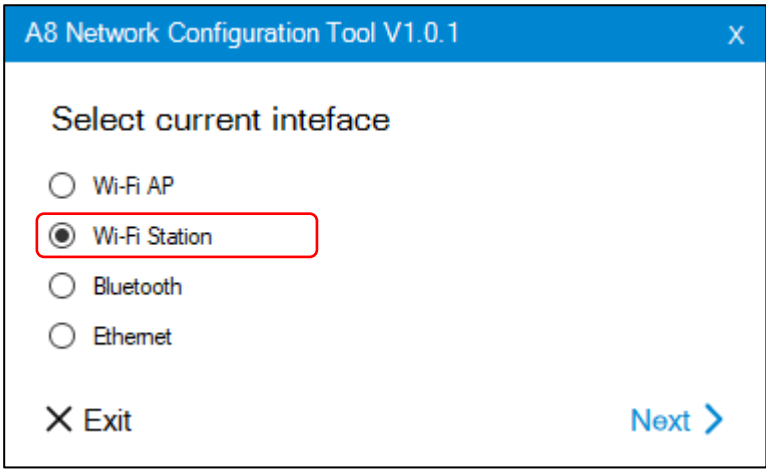 A8 Network Configuration Tool V1.0.1 X
Select current inteface
Wi-Fi AP
Wi-Fi Station
Bluetooth
Ethernet
Exit Next